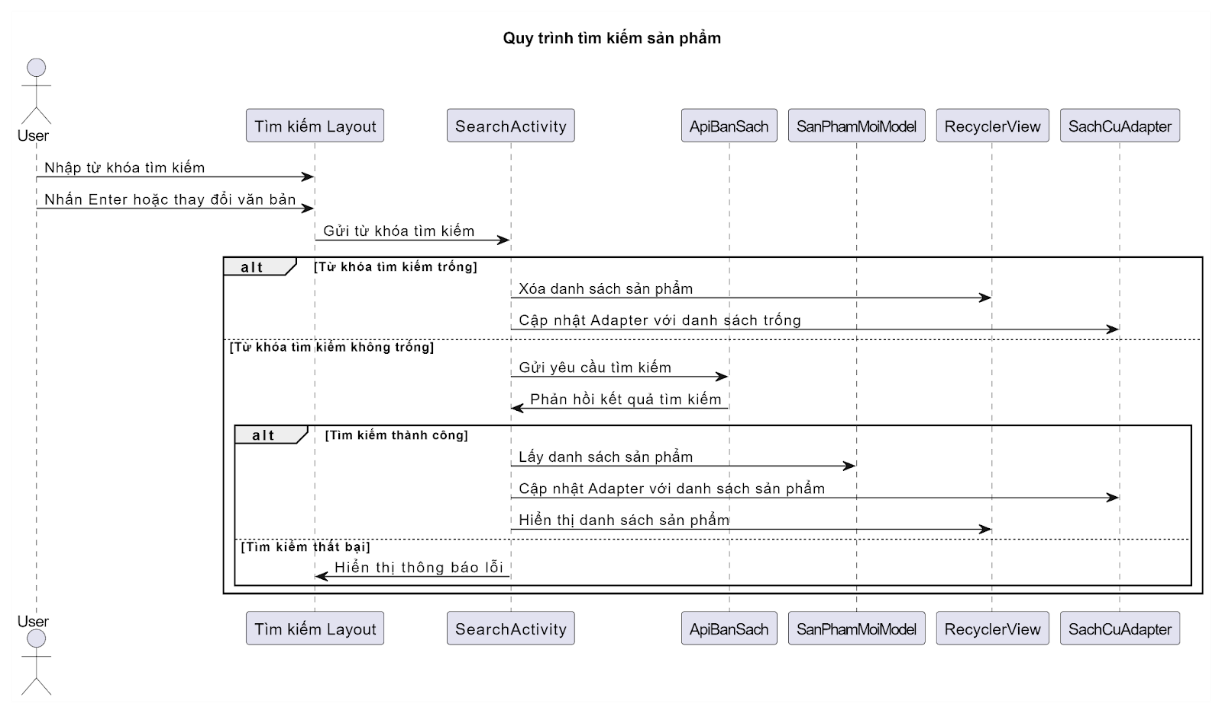 Quy trình tìm kiếm sản phẩm
User
Tìm kiếm Layout
SearchActivity
ApiBanSach
SanPhamMoiModel
RecyclerView
SachCuAdapter
Nhập từ khóa tìm kiếm
Nhấn Enter hoặc thay đổi văn bản
Gửi từ khóa tìm kiếm
alt
[Từ khóa tìm kiếm trống]
Xóa danh sách sản phẩm
Cập nhật Adapter với danh sách trống
[Từ khóa tìm kiếm không trống]
Gửi yêu cầu tìm kiếm
Phản hồi kết quả tìm kiếm
alt
[Tìm kiếm thành công]
Lấy danh sách sản phẩm
Cập nhật Adapter với danh sách sản phẩm
Hiển thị danh sách sản phẩm
[Tìm kiếm thất bại]
Hiển thị thông báo lỗi
User
Tìm kiếm Layout
SearchActivity
ApiBanSach
SanPhamMoiModel
RecyclerView
SachCuAdapter